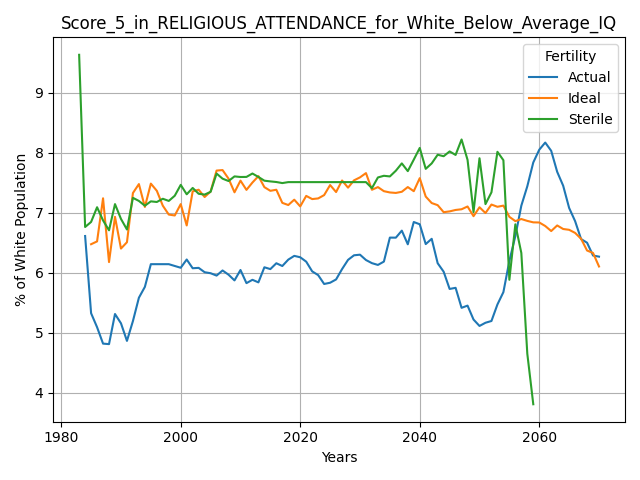 Score_5_in_RELIGIOUS_ATTENDANCE_for_White_Below_Average_IQ
Fertility
Actual
Ideal
Sterile
% of White Population
9
8
7
6
5
4
1980
2000
2020
2040
2060
Years